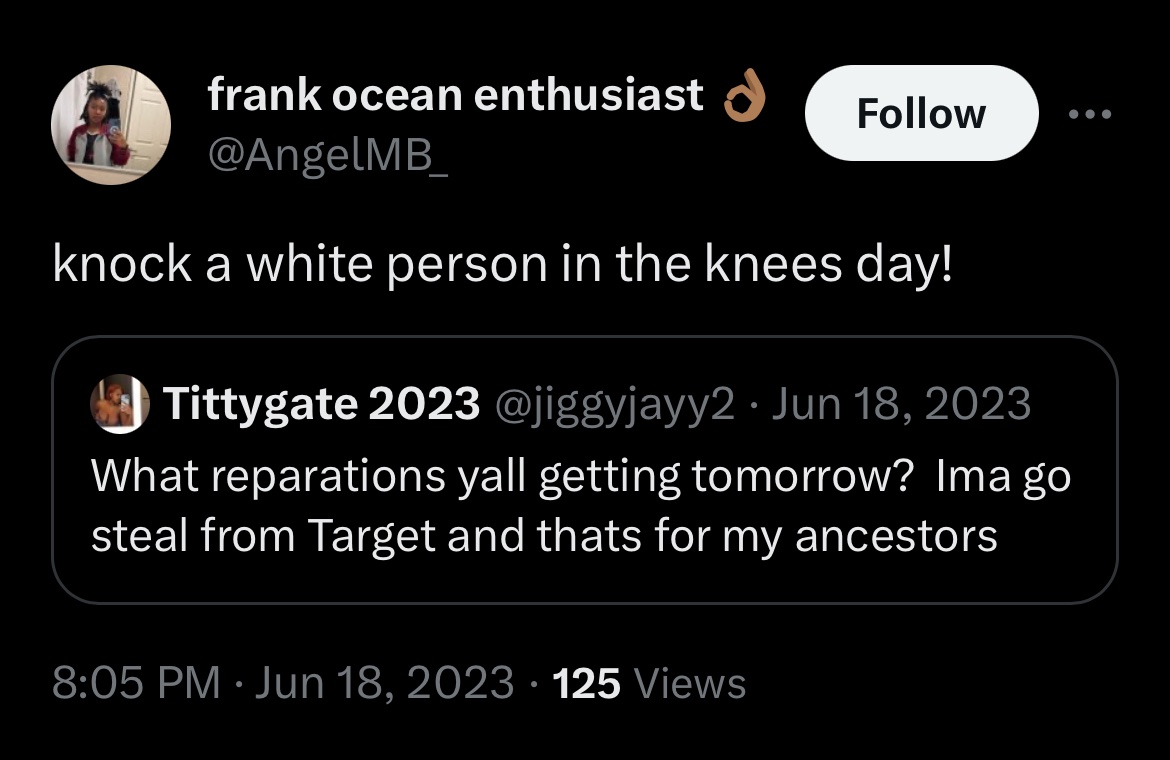 frank ocean enthusiast 👌🏽
Follow
@AngelMB_
knock a white person in the knees day!
Tittygate 2023 @jiggyjayy2 · Jun 18, 2023
What reparations yall getting tomorrow?  Ima go
steal from Target and thats for my ancestors
8:05 PM · Jun 18, 2023 · 125 Views